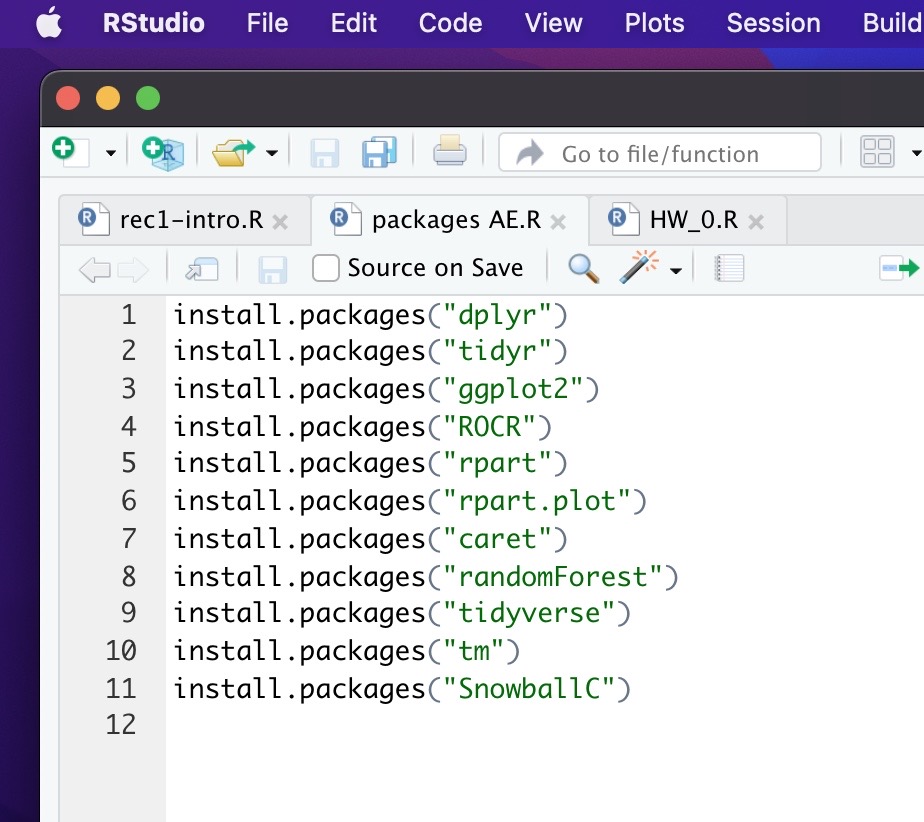 RStudio File Edit Code View Plots Session Build
Go to file/function
rec1-intro.R packages AE.R HW_0.R
Source on Save
1 install.packages("dplyr")
2 install.packages("tidyr")
3 install.packages("ggplot2")
4 install.packages("ROCR")
5 install.packages("rpart")
6 install.packages("rpart.plot")
7 install.packages("caret")
8 install.packages("randomForest")
9 install.packages("tidyverse")
10 install.packages("tm")
11 install.packages("SnowballC")
12